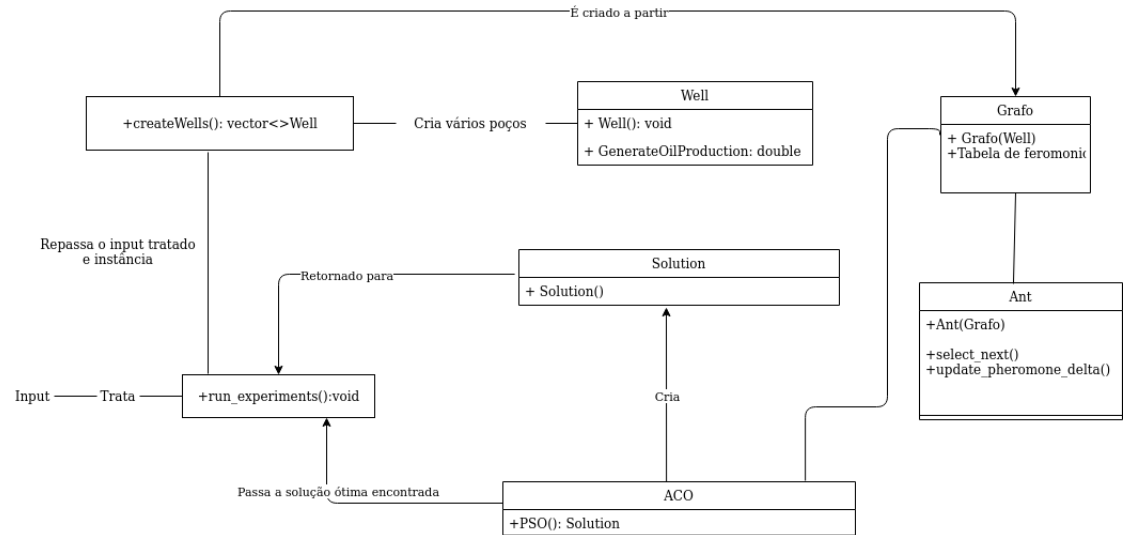 É criado a partir
Well
Grafo
+createWells(): vector<>Well
Cria vários poços
+ Well(): void
+ GenerateOilProduction: double
+ Grafo(Well)
+Tabela de feromonic
Repassa o input tratado
e instância
Solution
Retornado para
+ Solution()
Ant
+Ant(Grafo)
+select_next()
+update_pheromone_delta()
Input
Trata
+run_experiments():void
Cria
Passa a solução ótima encontrada
ACO
+PSO(): Solution